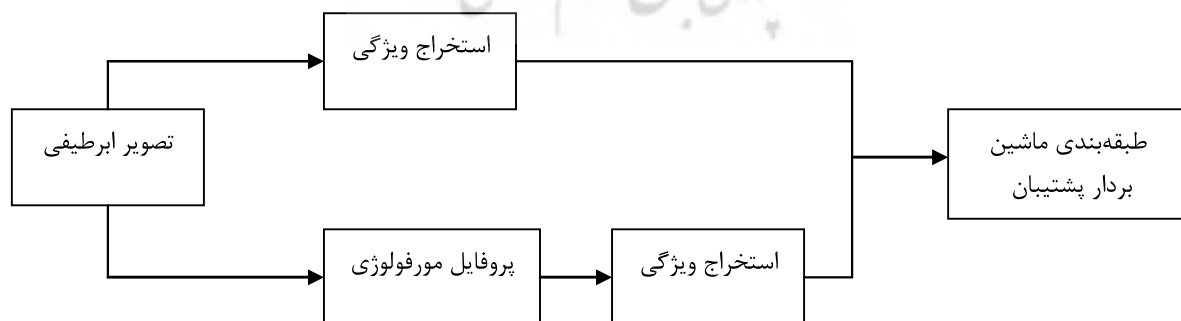 استخراج ویژگی
تصویر ابرطیفی
طبقه‌بندی ماشین
بردار پشتیبان
پروفایل مورفولوژی
استخراج ویژگی